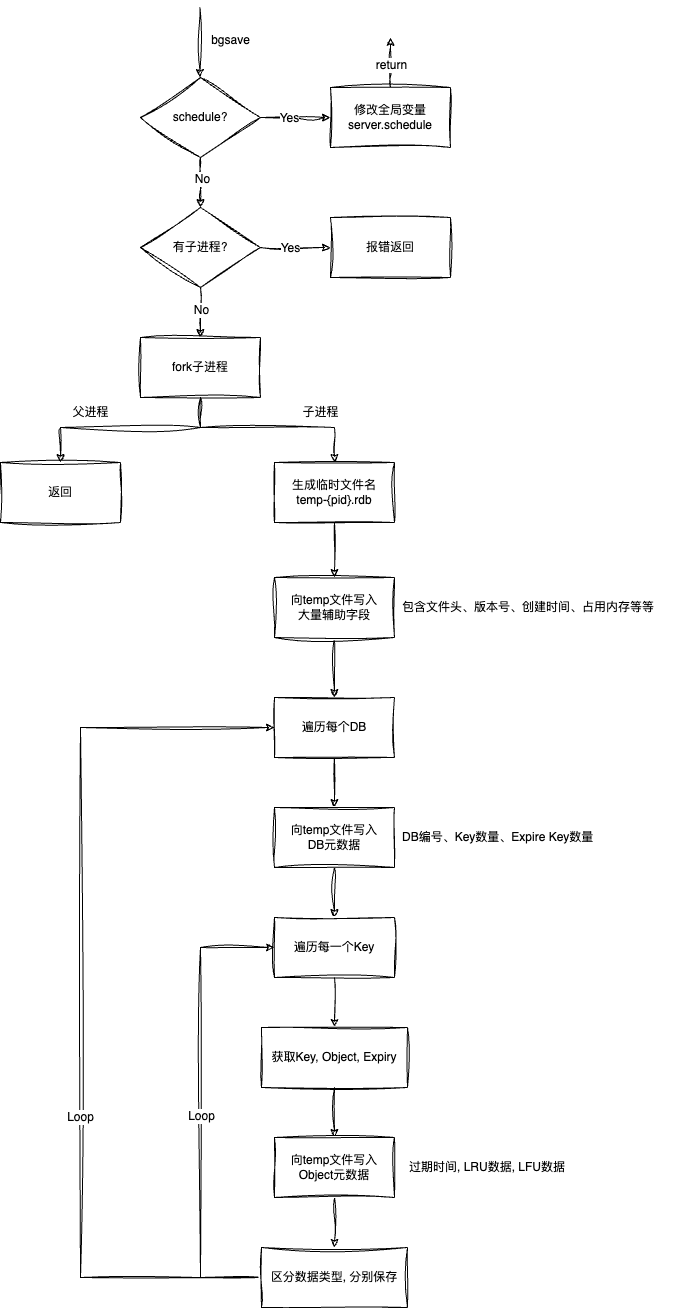 bgsave
return
schedule?
Yes
修改全局变量
server.schedule
No
有子进程?
Yes
报错返回
No
fork子进程
父进程
子进程
返回
生成临时文件名
temp-{pid}.rdb
向temp文件写入
大量辅助字段
包含文件头、版本号、创建时间、占用内存等等
遍历每个DB
向temp文件写入
DB元数据
DB编号、Key数量、Expire Key数量
遍历每一个Key
获取Key, Object, Expiry
Loop
Loop
向temp文件写入
Object元数据
过期时间, LRU数据, LFU数据
区分数据类型, 分别保存